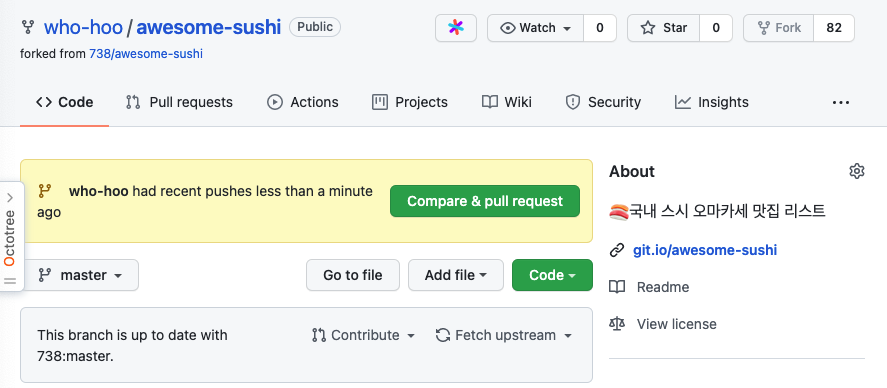 who-hoo / awesome-sushi Public
Watch 0
Star 0
Fork 82
forked from 738/awesome-sushi
Code
Pull requests
Actions
Projects
Wiki
Security
Insights
who-hoo had recent pushes less than a minute
ago
Compare & pull request
Octotree
master
Go to file
Add file
Code
This branch is up to date with
738:master.
Contribute
Fetch upstream
About
🍣국내 스시 오마카세 맛집 리스트
git.io/awesome-sushi
Readme
View license